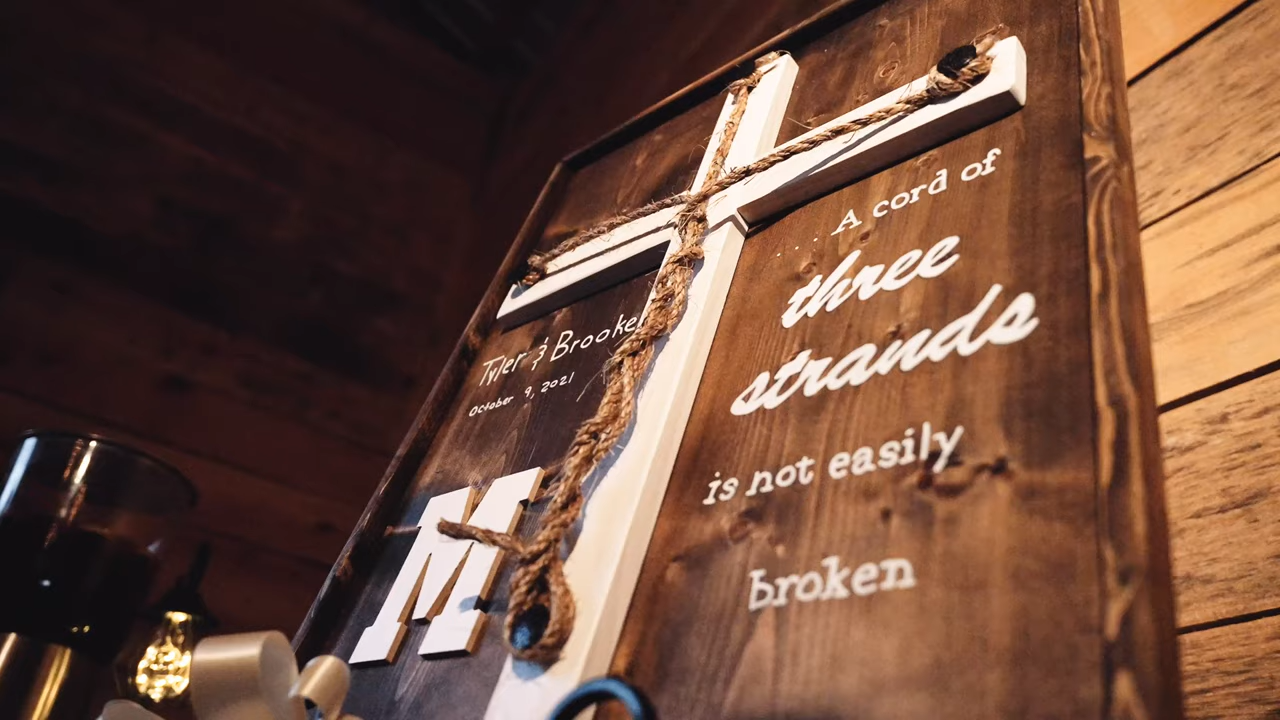 Tyler & Brooke
October 9, 2021
M
A cord of
three
strands
is not easily
broken